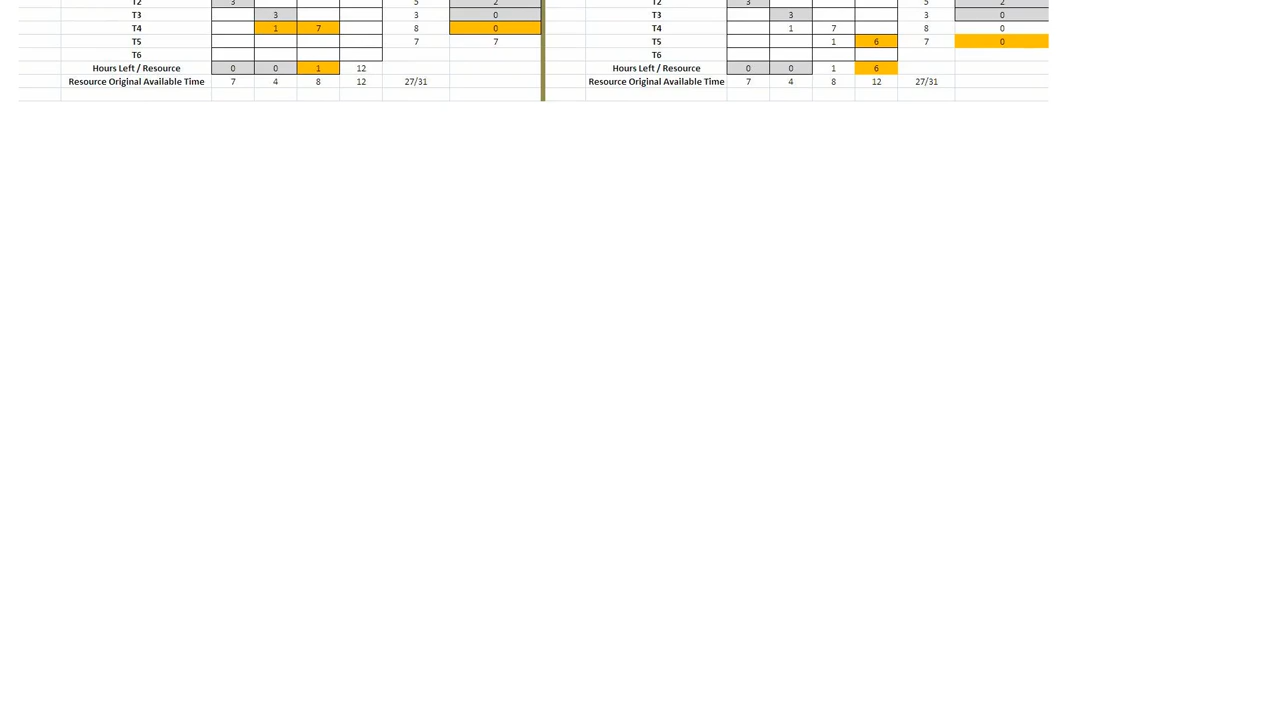 T2 3 5 2 T2 3 5 2
T3 3 3 0 T3 3 3 0
T4 1 7 8 0 T4 1 7 8 0
T5 7 7 T5 1 6 7 0
T6 T6
Hours Left / Resource 0 0 1 12 Hours Left / Resource 0 0 1 6
Resource Original Available Time 7 4 8 12 27/31 Resource Original Available Time 7 4 8 12 27/31